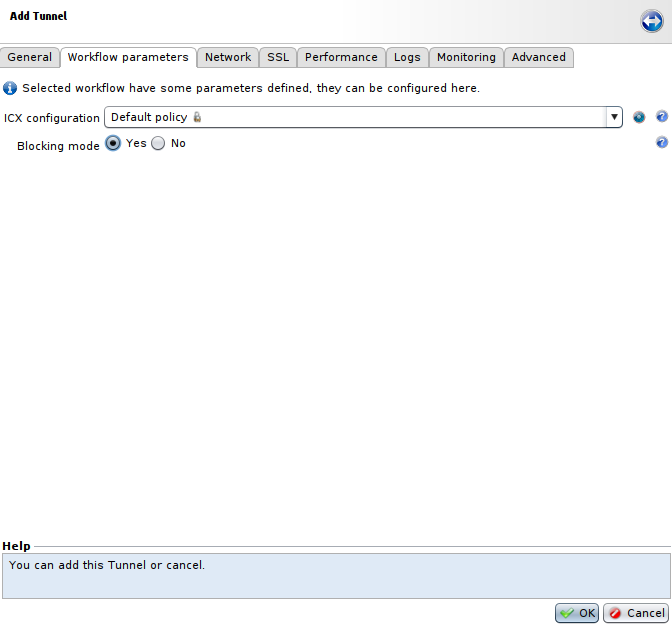 Add Tunnel
General Workflow parameters Network SSL Performance Logs Monitoring Advanced
Selected workflow have some parameters defined, they can be configured here.
ICX configuration Default policy
Blocking mode Yes No
Help
You can add this Tunnel or cancel.
OK Cancel